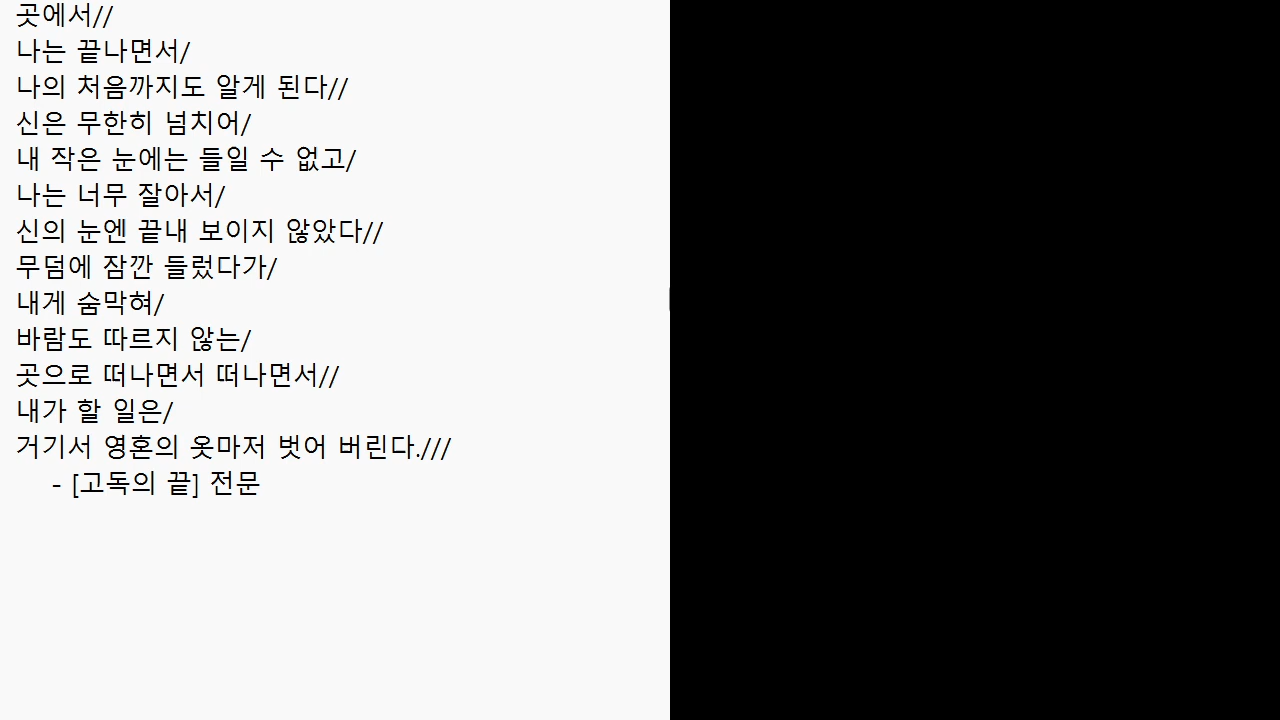 곳에서//
나는 끝나면서/
나의 처음까지도 알게 된다//
신은 무한히 넘치어/
내 작은 눈에는 들일 수 없고/
나는 너무 잘아서/
신의 눈엔 끝내 보이지 않았다//
무덤에 잠깐 들렀다가/
내게 숨막혀/
바람도 따르지 않는/
곳으로 떠나면서 떠나면서//
내가 할 일은/
거기서 영혼의 옷마저 벗어 버린다.///
- [고독의 끝] 전문